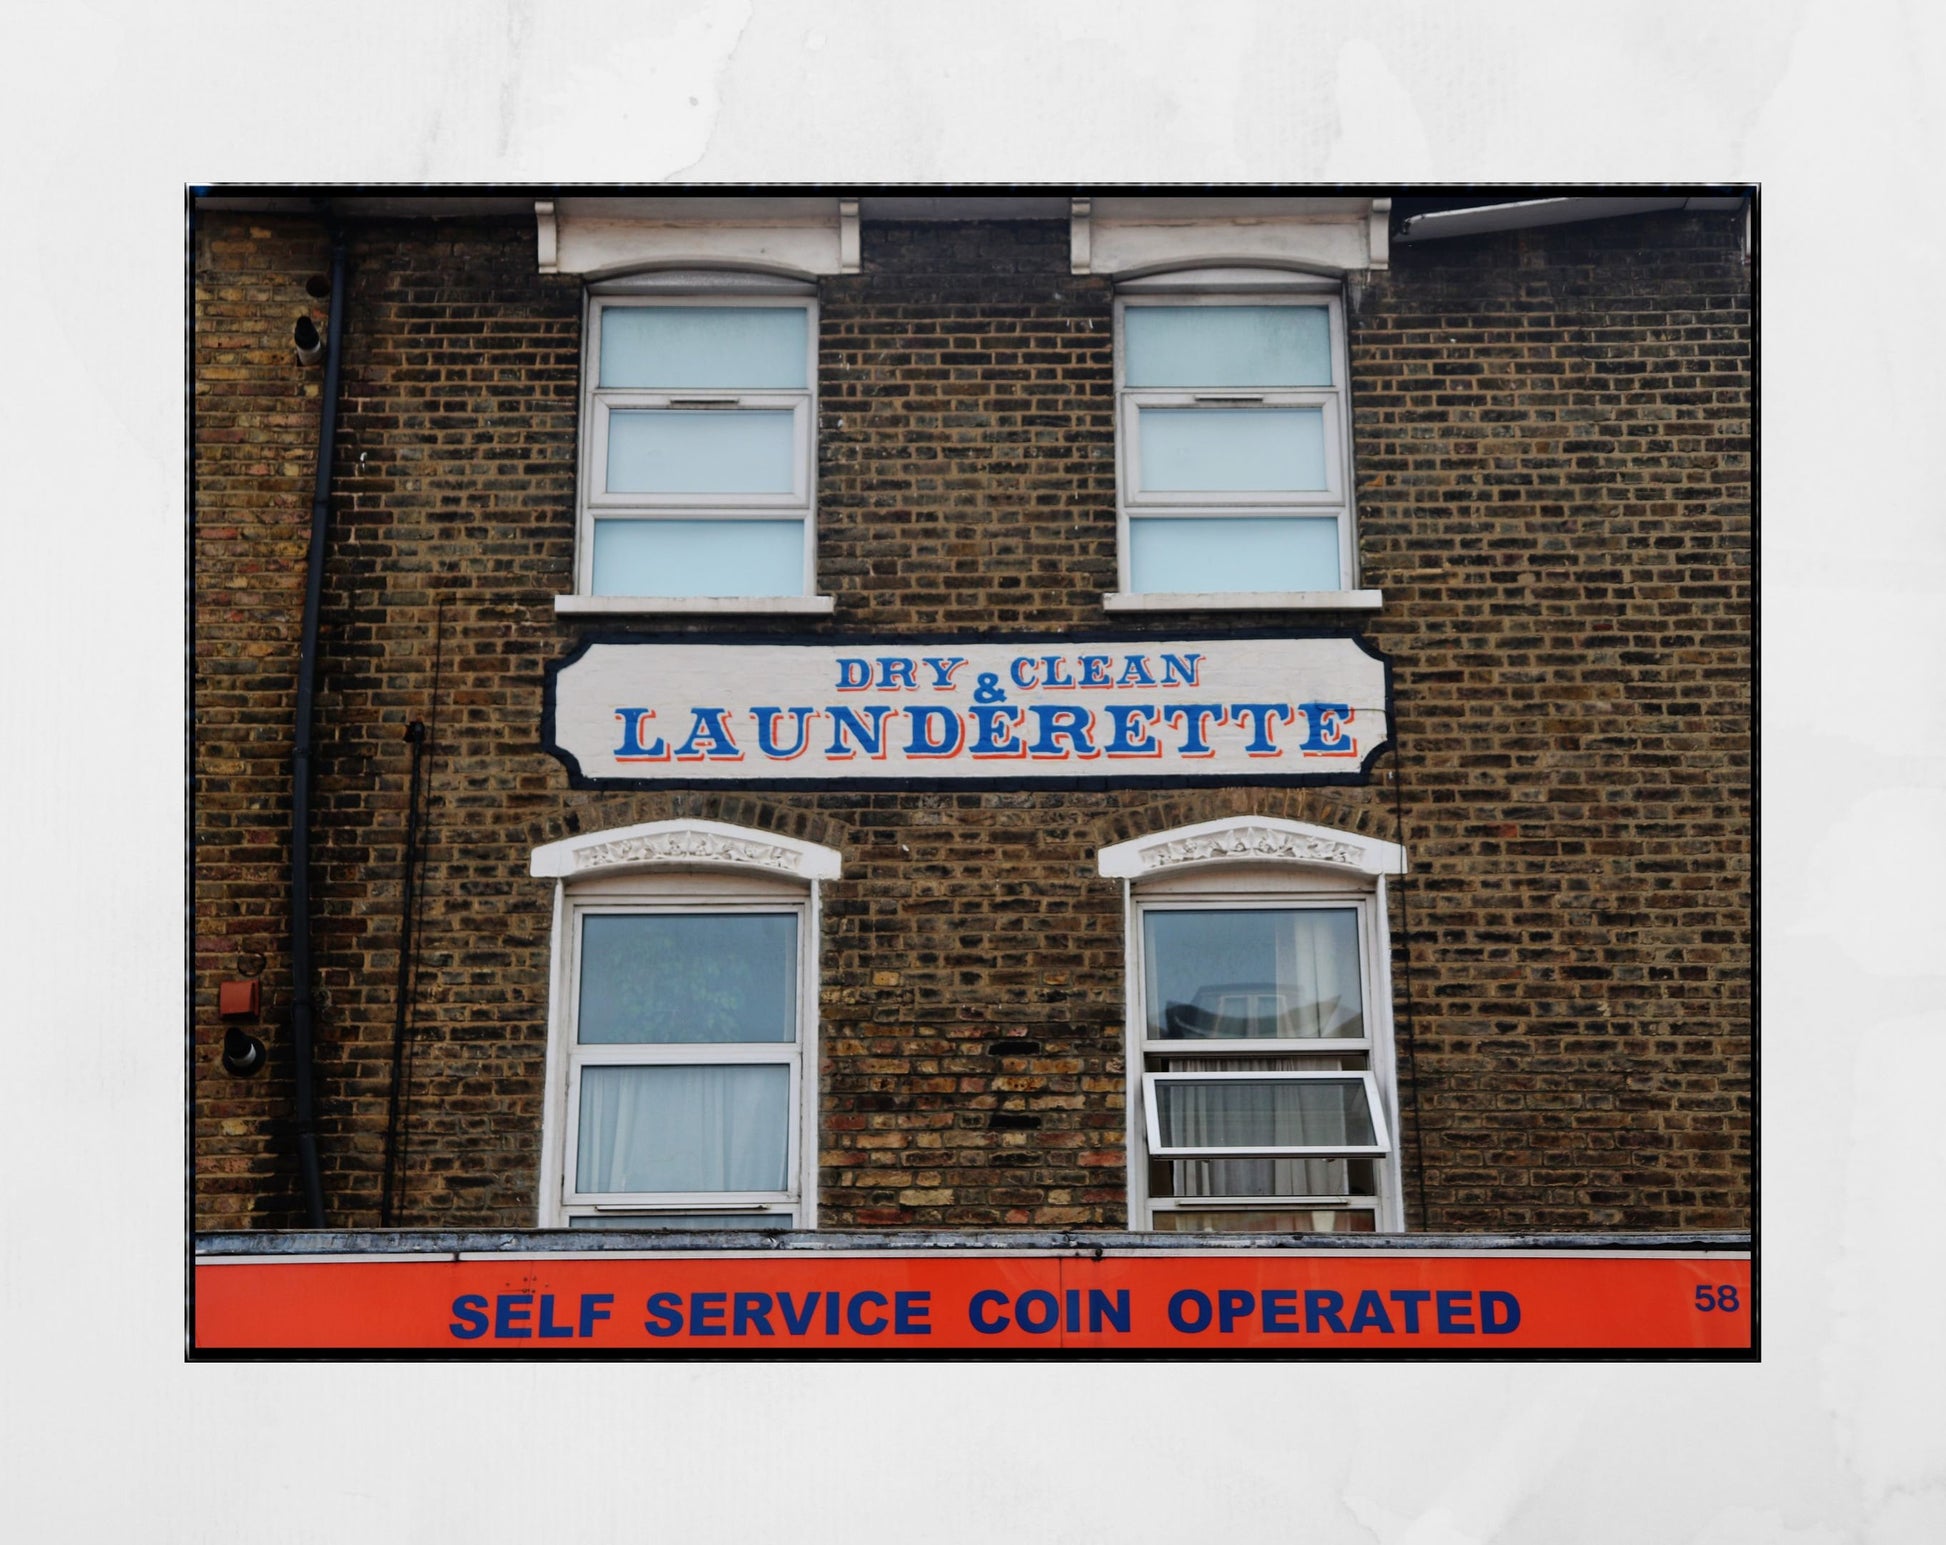 DRY & CLEAN
LAUNDERETTE
SELF SERVICE COIN OPERATED
58